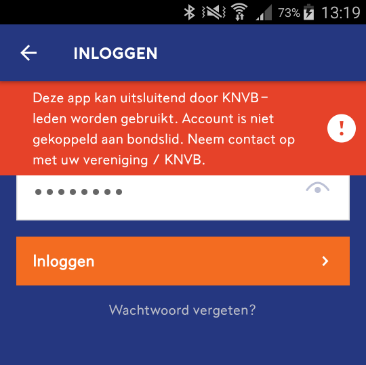 73% 13:19
INLOGGEN
Deze app kan uitsluitend door KNVB-
leden worden gebruikt. Account is niet
gekoppeld aan bondslid. Neem contact op
met uw vereniging / KNVB.
Inloggen
Wachtwoord vergeten?